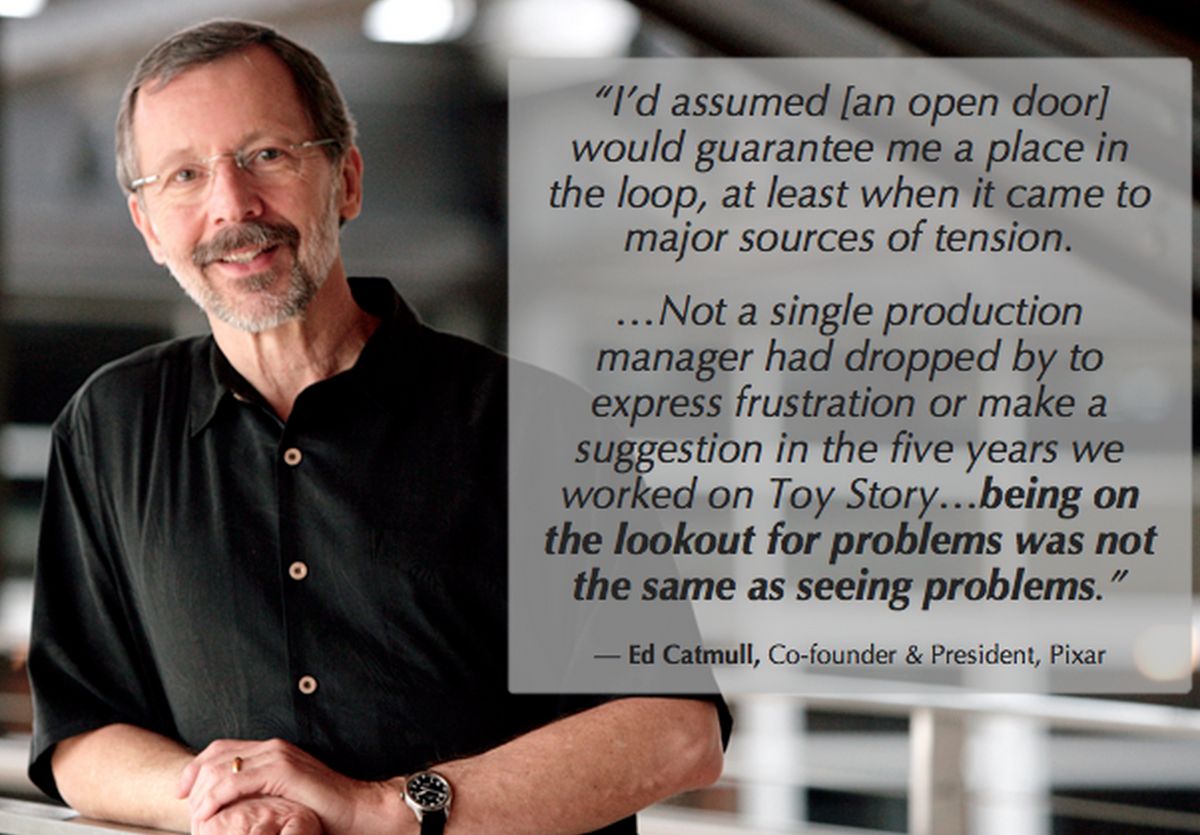 “I’d assumed [an open door]
would guarantee me a place in
the loop, at least when it came to
major sources of tension.
…Not a single production
manager had dropped by to
express frustration or make a
suggestion in the five years we
worked on Toy Story…being on
the lookout for problems was not
the same as seeing problems.”
— Ed Catmull, Co-founder & President, Pixar